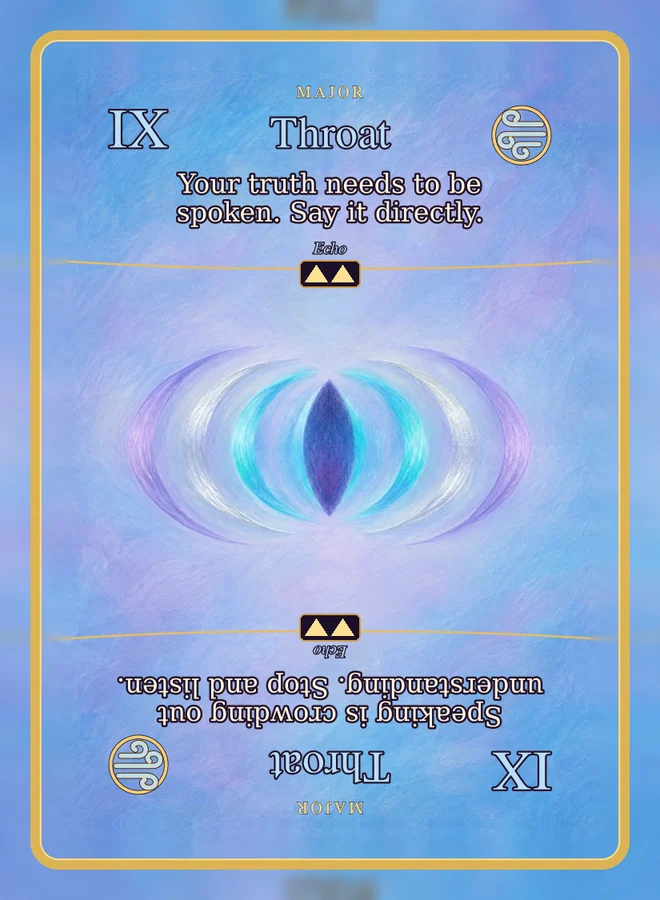 MAJOR
IX
Throat
Your truth needs to be
spoken. Say it directly.
Echo
Echo
Speaking is crowding out
understanding. Stop and listen.
IX
Throat
MAJOR